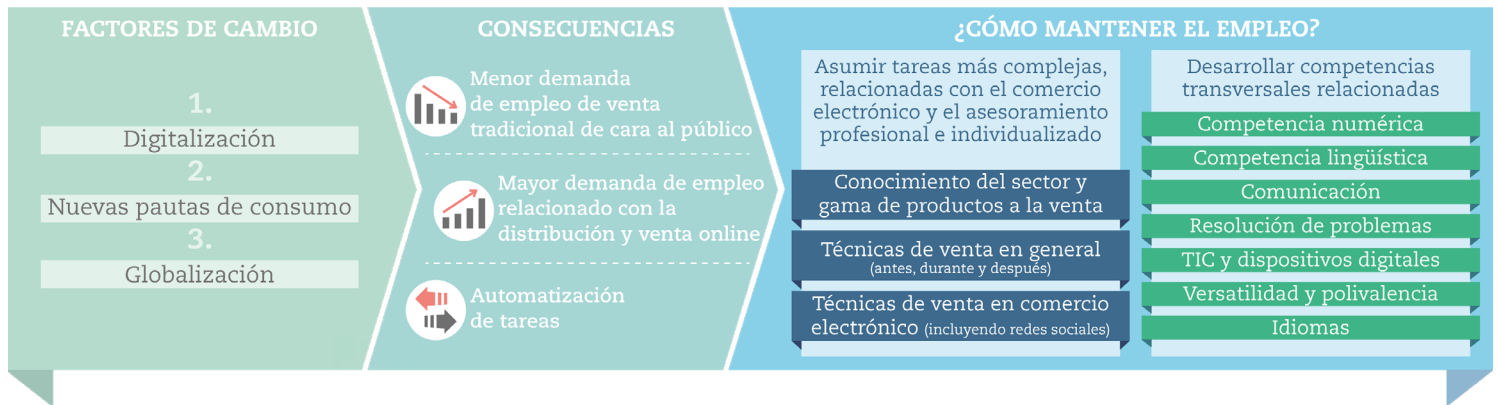 FACTORES DE CAMBIO
1.
Digitalización
2.
Nuevas pautas de consumo
3.
Globalización
CONSECUENCIAS
Menor demanda
de empleo de venta
tradicional de cara al público
Mayor demanda de empleo
relacionado con la
distribución y venta online
Automatización
de tareas
¿CÓMO MANTENER EL EMPLEO?
Asumir tareas más complejas,
relacionadas con el comercio
electrónico y el asesoramiento
profesional e individualizado
Conocimiento del sector y
gama de productos a la venta
Técnicas de venta en general
(antes, durante y después)
Técnicas de venta en comercio
electrónico (incluyendo redes sociales)
Desarrollar competencias
transversales relacionadas
Competencia numérica
Competencia lingüística
Comunicación
Resolución de problemas
TIC y dispositivos digitales
Versatilidad y polivalencia
Idiomas